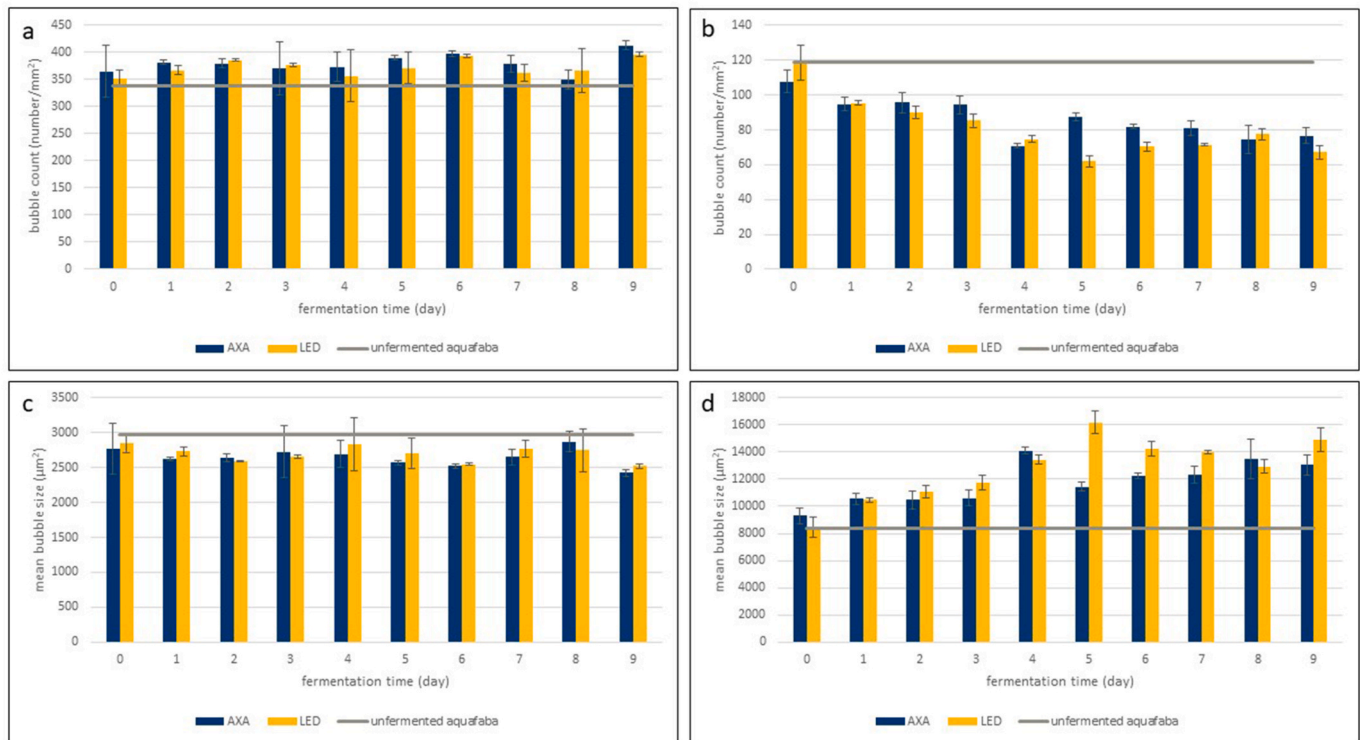 a
450
400
350
300
250
200
150
100
50
0
bubble count (number/mm²)
0 1 2 3 4 5 6 7 8 9
fermentation time (day)
AXA LED unfermented aquafaba
b
140
120
100
80
60
40
20
0
bubble count (number/mm²)
0 1 2 3 4 5 6 7 8 9
fermentation time (day)
AXA LED unfermented aquafaba
c
3500
3000
2500
2000
1500
1000
500
0
mean bubble size (µm²)
0 1 2 3 4 5 6 7 8 9
fermentation time (day)
AXA LED unfermented aquafaba
d
18000
16000
14000
12000
10000
8000
6000
4000
2000
0
mean bubble size (µm²)
0 1 2 3 4 5 6 7 8 9
fermentation time (day)
AXA LED unfermented aquafaba